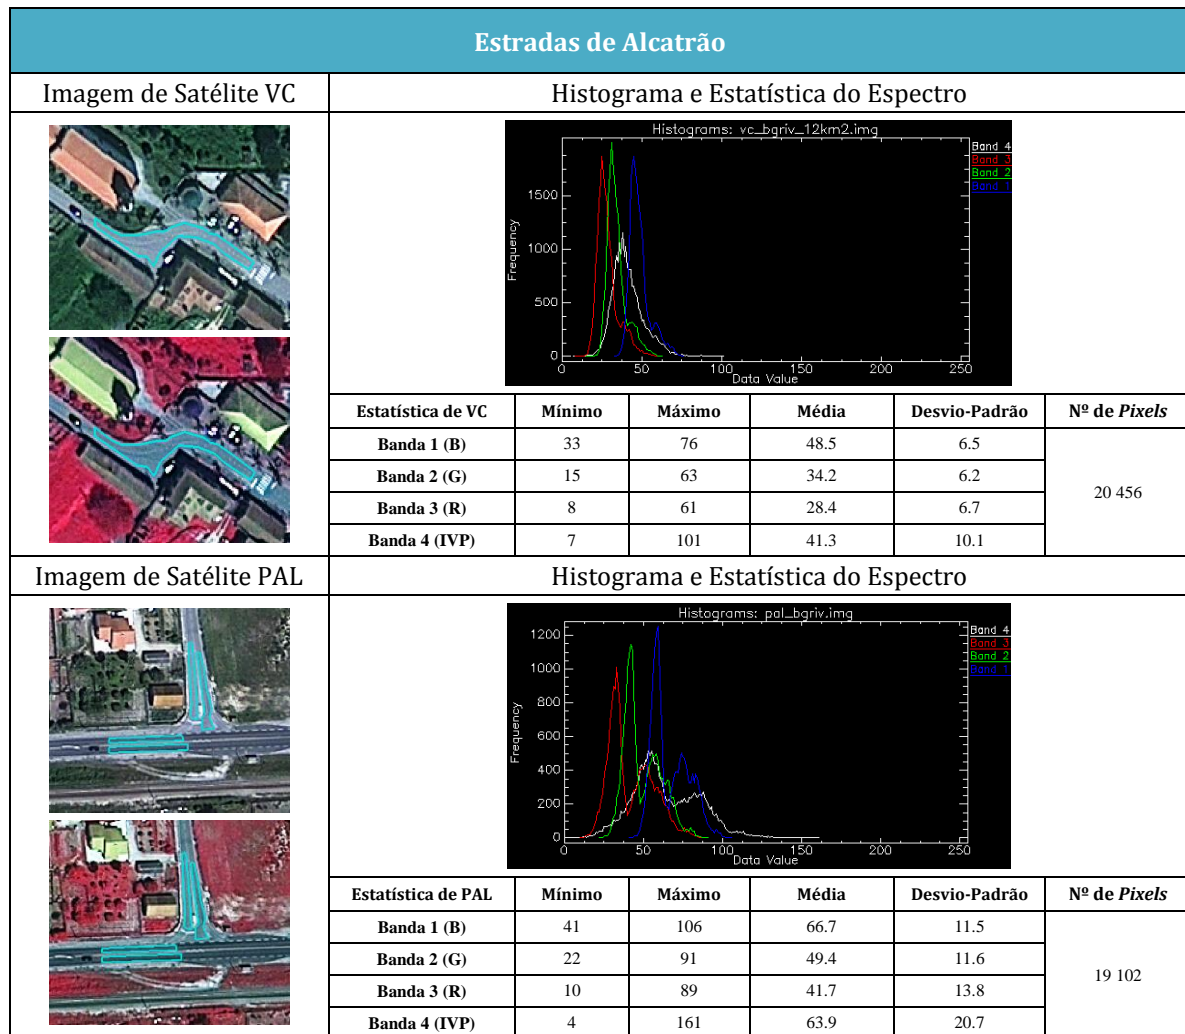 Estradas de Alcatrão
Imagem de Satélite VC
Histograma e Estatística do Espectro
Histograms: vc_bgriv_12km2.img
Band 4
Band 3
Band 2
Band 1
1500
1000
500
0
Frequency
0 50 100 150 200 250
Data Value
Estatística de VC Mínimo Máximo Média Desvio-Padrão Nº de Pixels
Banda 1 (B) 33 76 48.5 6.5
Banda 2 (G) 15 63 34.2 6.2
20 456
Banda 3 (R) 8 61 28.4 6.7
Banda 4 (IVP) 7 101 41.3 10.1
Imagem de Satélite PAL
Histograma e Estatística do Espectro
Histograms: pal_bgriv.img
Band 4
Band 3
Band 2
Band 1
1200
1000
800
600
400
200
0
Frequency
0 50 100 150 200 250
Data Value
Estatística de PAL Mínimo Máximo Média Desvio-Padrão Nº de Pixels
Banda 1 (B) 41 106 66.7 11.5
Banda 2 (G) 22 91 49.4 11.6
19 102
Banda 3 (R) 10 89 41.7 13.8
Banda 4 (IVP) 4 161 63.9 20.7